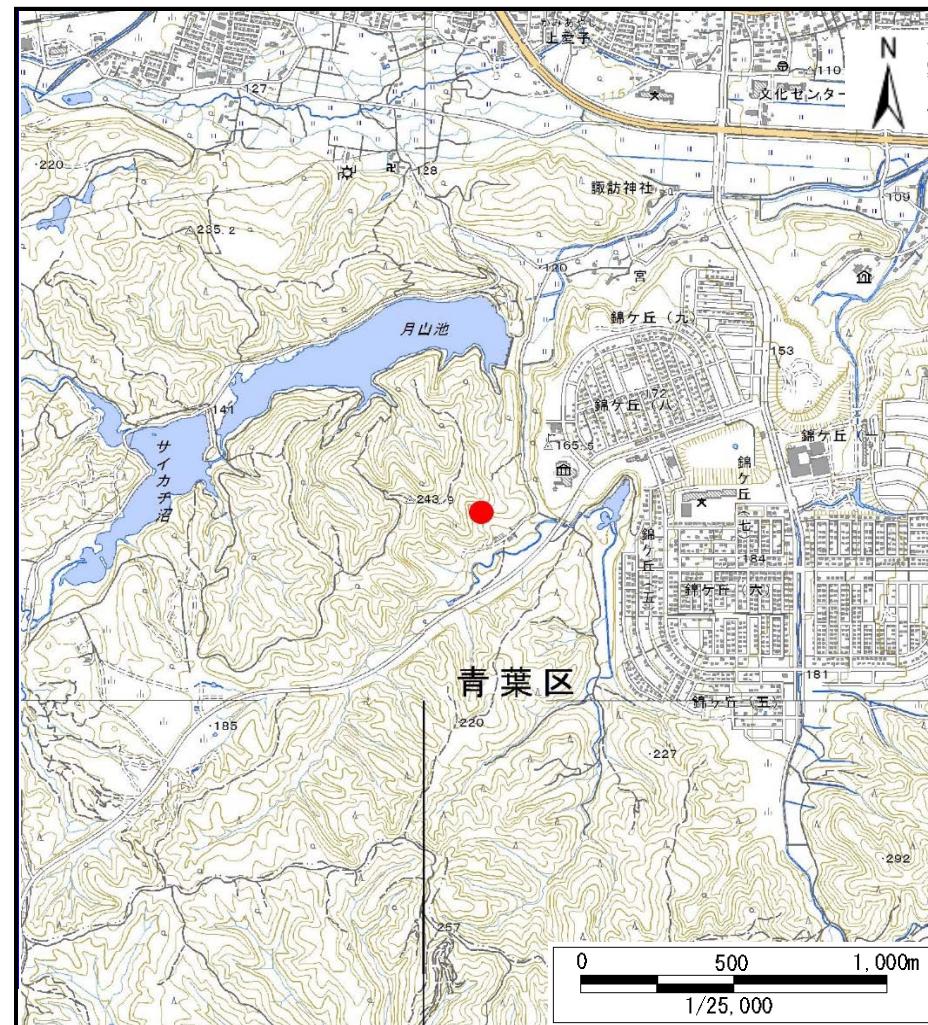 上愛子
110
文化センター
N
127
115
220
128
諏訪神社
109
235.2
130
宮
錦ケ丘(九)
153
月山池
172
錦ケ丘(八)
141
165.5
錦ケ丘(一)
サイカチ沼
錦ケ丘(七)
243.9
184
錦ケ丘(五)
錦ケ丘(六)
青葉区
181
錦ケ丘(五)
220
185
227
292
257
0 500 1,000m
1/25,000